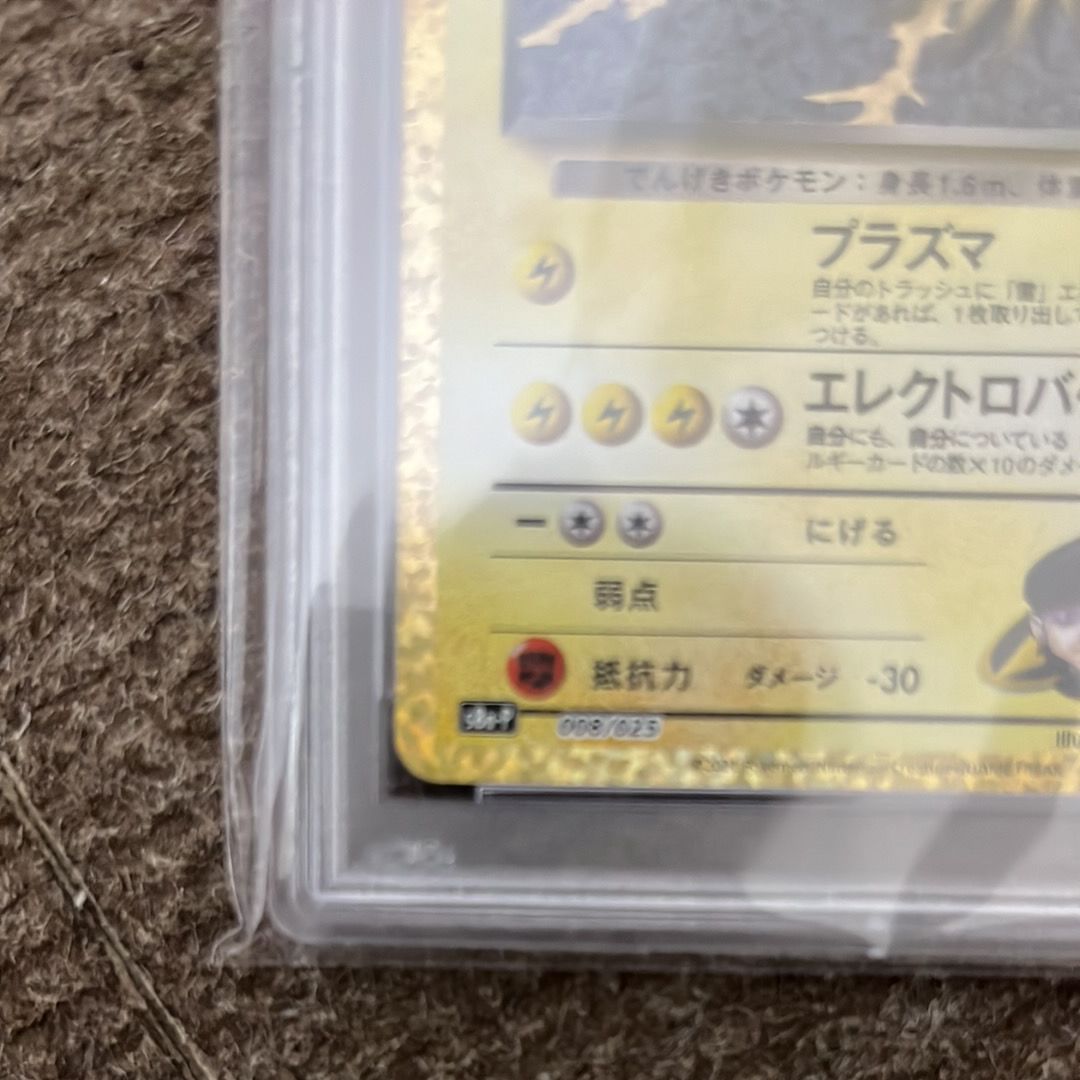 でんげきポケモン：身長1.6m、体重
プラズマ
自分のトラッシュに「雷」エ
ードがあれば、1枚取り出して
つける。
エレクトロバ
自分にも、自分についている
ルギーカードの数×10のダメ
にげる
弱点
抵抗力 ダメージ -30
s8a-P 008/025